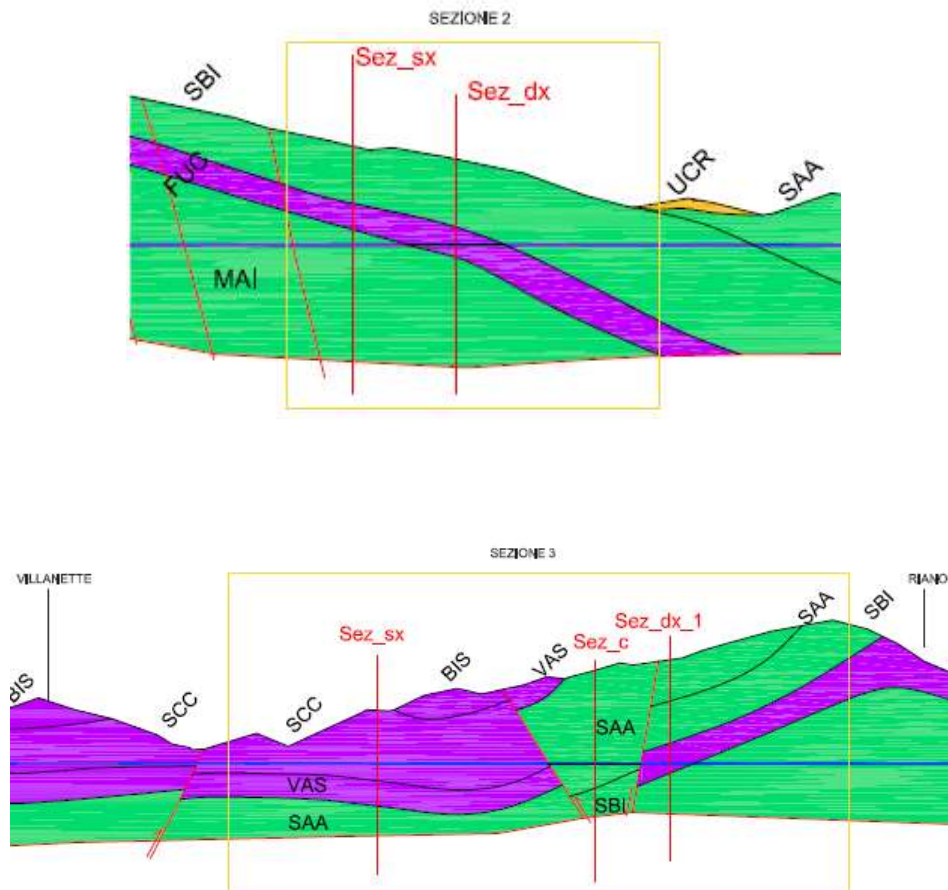 SEZIONE 2
Sez_sx
Sez_dx
SBI
UCR
SAA
FUC
MAI
SEZIONE 3
VILLANETTE
RIANO
Sez_sx
Sez_c
Sez_dx_1
BIS
SCC
SCC
BIS
VAS
SAA
SBI
SAA
VAS
SAA
SBI